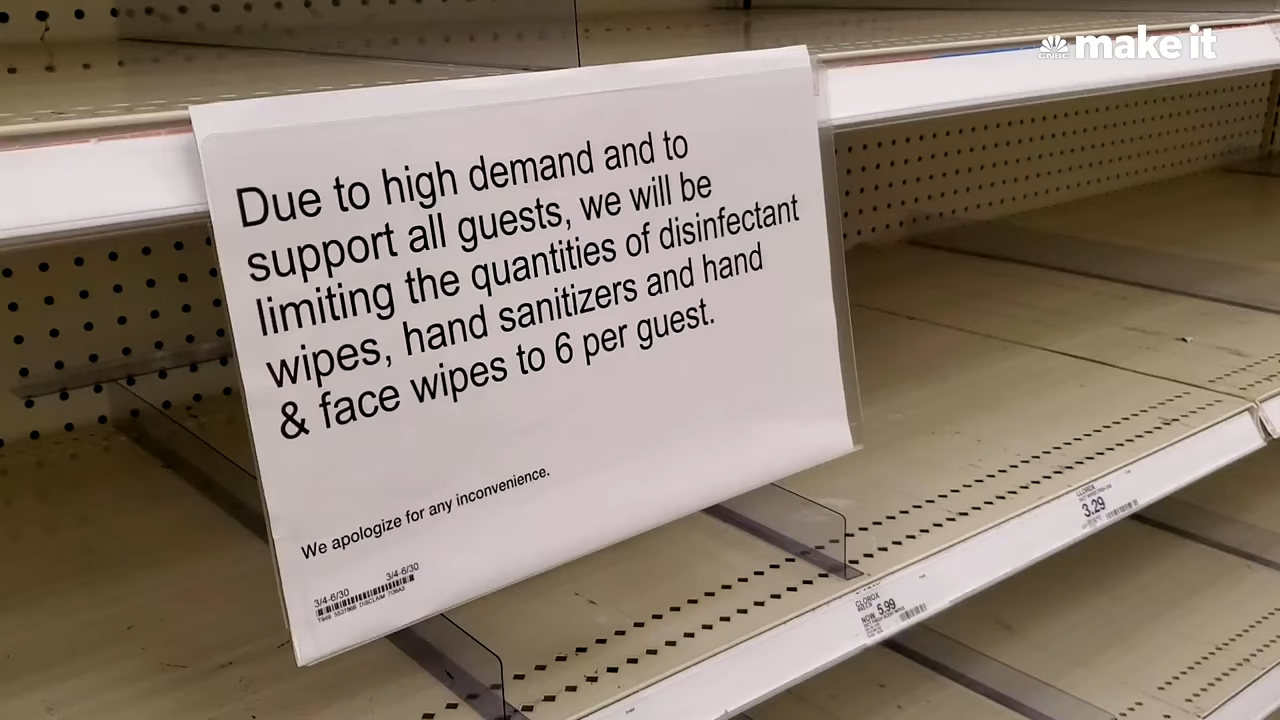 CNBC make it
Due to high demand and to
support all guests, we will be
limiting the quantities of disinfectant
wipes, hand sanitizers and hand
& face wipes to 6 per guest.
We apologize for any inconvenience.
3/4-6/30 3/4-6/30
CLOROX
3.29
CLOROX
NOW 5.99